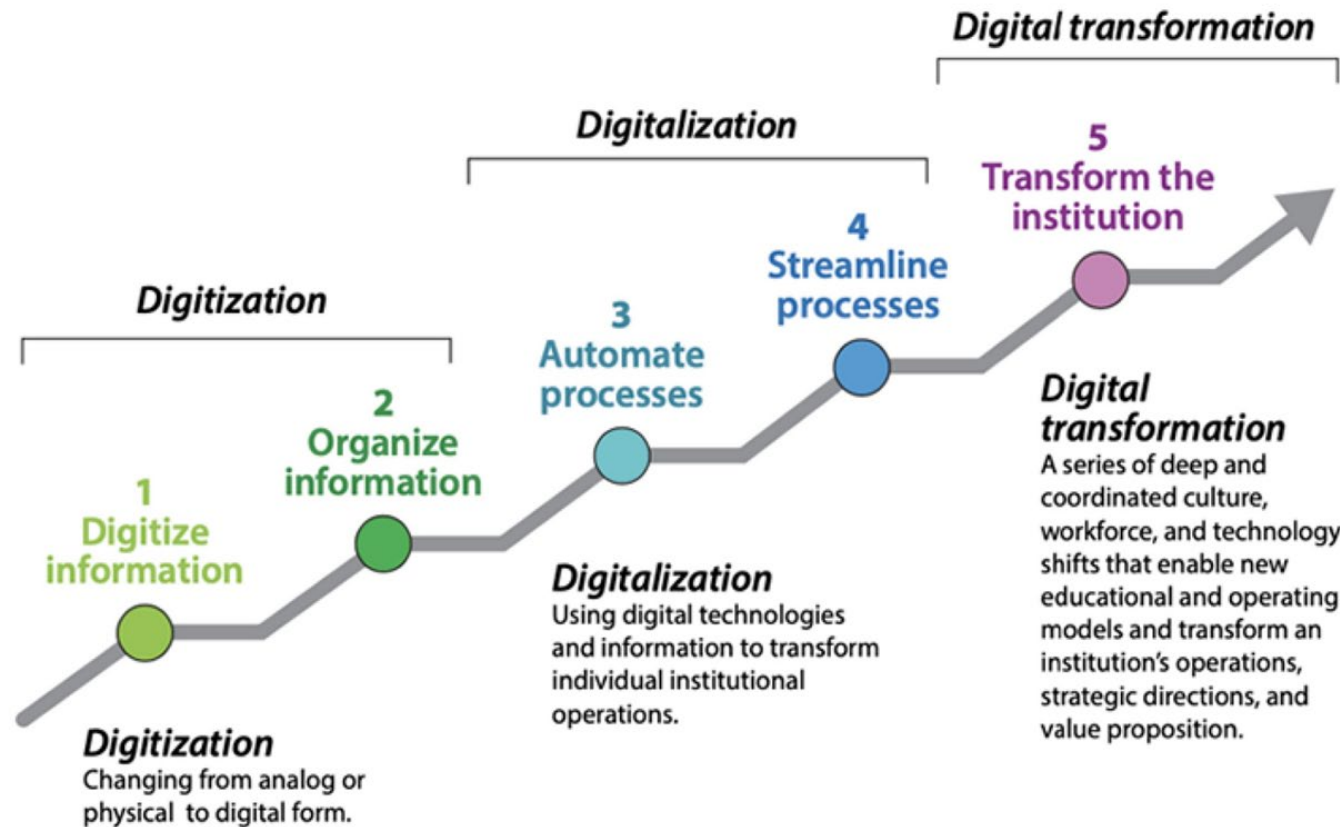 Digital transformation
Digitalization
5
Transform the
institution
4
Streamline
processes
Digitization
3
Automate
processes
2
Organize
information
1
Digitize
information
Digital
transformation
A series of deep and
coordinated culture,
workforce, and technology
shifts that enable new
educational and operating
models and transform an
institution’s operations,
strategic directions, and
value proposition.
Digitalization
Using digital technologies
and information to transform
individual institutional
operations.
Digitization
Changing from analog or
physical to digital form.